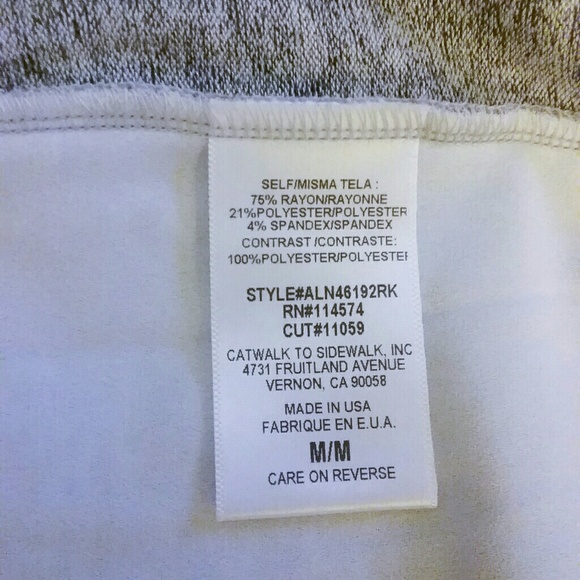 SELF/MISMA TELA :
75% RAYON/RAYONNE
21%POLYESTER/POLYESTER
4% SPANDEX/SPANDEX
CONTRAST /CONTRASTE:
100%POLYESTER/POLYESTER
STYLE#ALN46192RK
RN#114574
CUT#11059
CATWALK TO SIDEWALK, INC
4731 FRUITLAND AVENUE
VERNON, CA 90058
MADE IN USA
FABRIQUE EN E.U.A.
M/M
CARE ON REVERSE